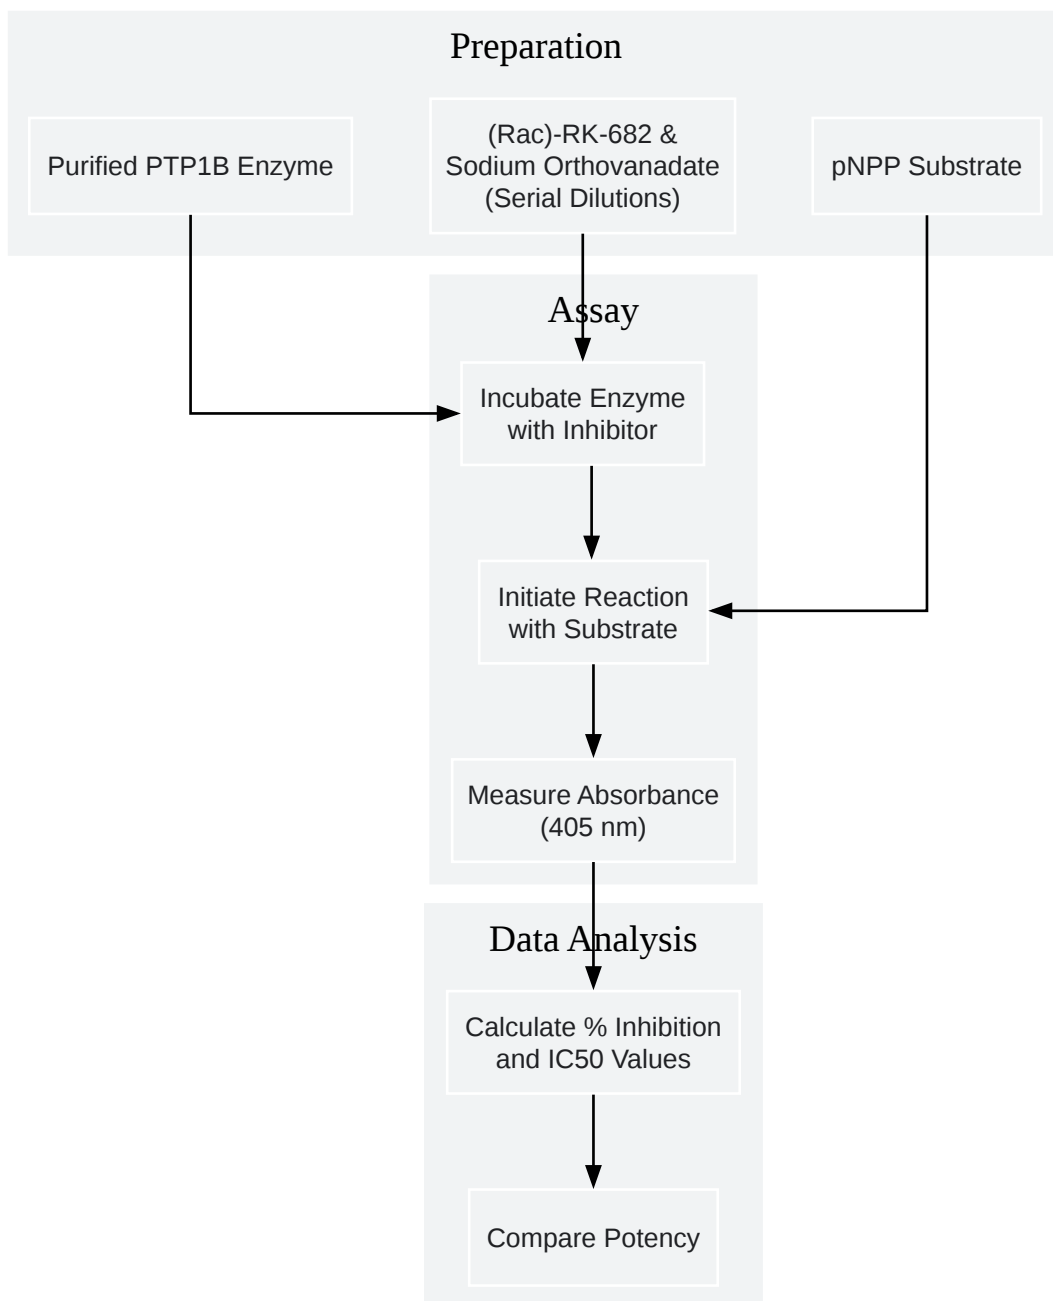 Preparation
Purified PTP1B Enzyme
(Rac)-RK-682 &
Sodium Orthovanadate
(Serial Dilutions)
pNPP Substrate
Assay
Incubate Enzyme
with Inhibitor
Initiate Reaction
with Substrate
Measure Absorbance
(405 nm)
Data Analysis
Calculate % Inhibition
and IC50 Values
Compare Potency